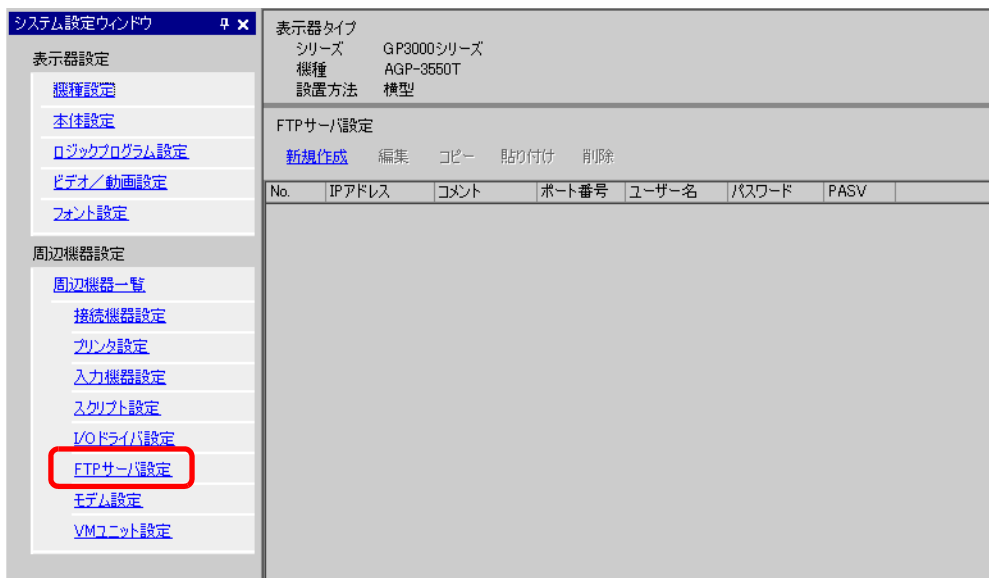 システム設定ウィンドウ
表示器設定
機種設定
本体設定
ロジックプログラム設定
ビデオ／動画設定
フォント設定
周辺機器設定
周辺機器一覧
接続機器設定
プリンタ設定
入力機器設定
スクリプト設定
I/Oドライバ設定
FTPサーバ設定
モデム設定
VMユニット設定
表示器タイプ
シリーズ GP3000シリーズ
機種 AGP-3550T
設置方法 横型
FTPサーバ設定
新規作成 編集 コピー 貼り付け 削除
No. IPアドレス コメント ポート番号 ユーザー名 パスワード PASV